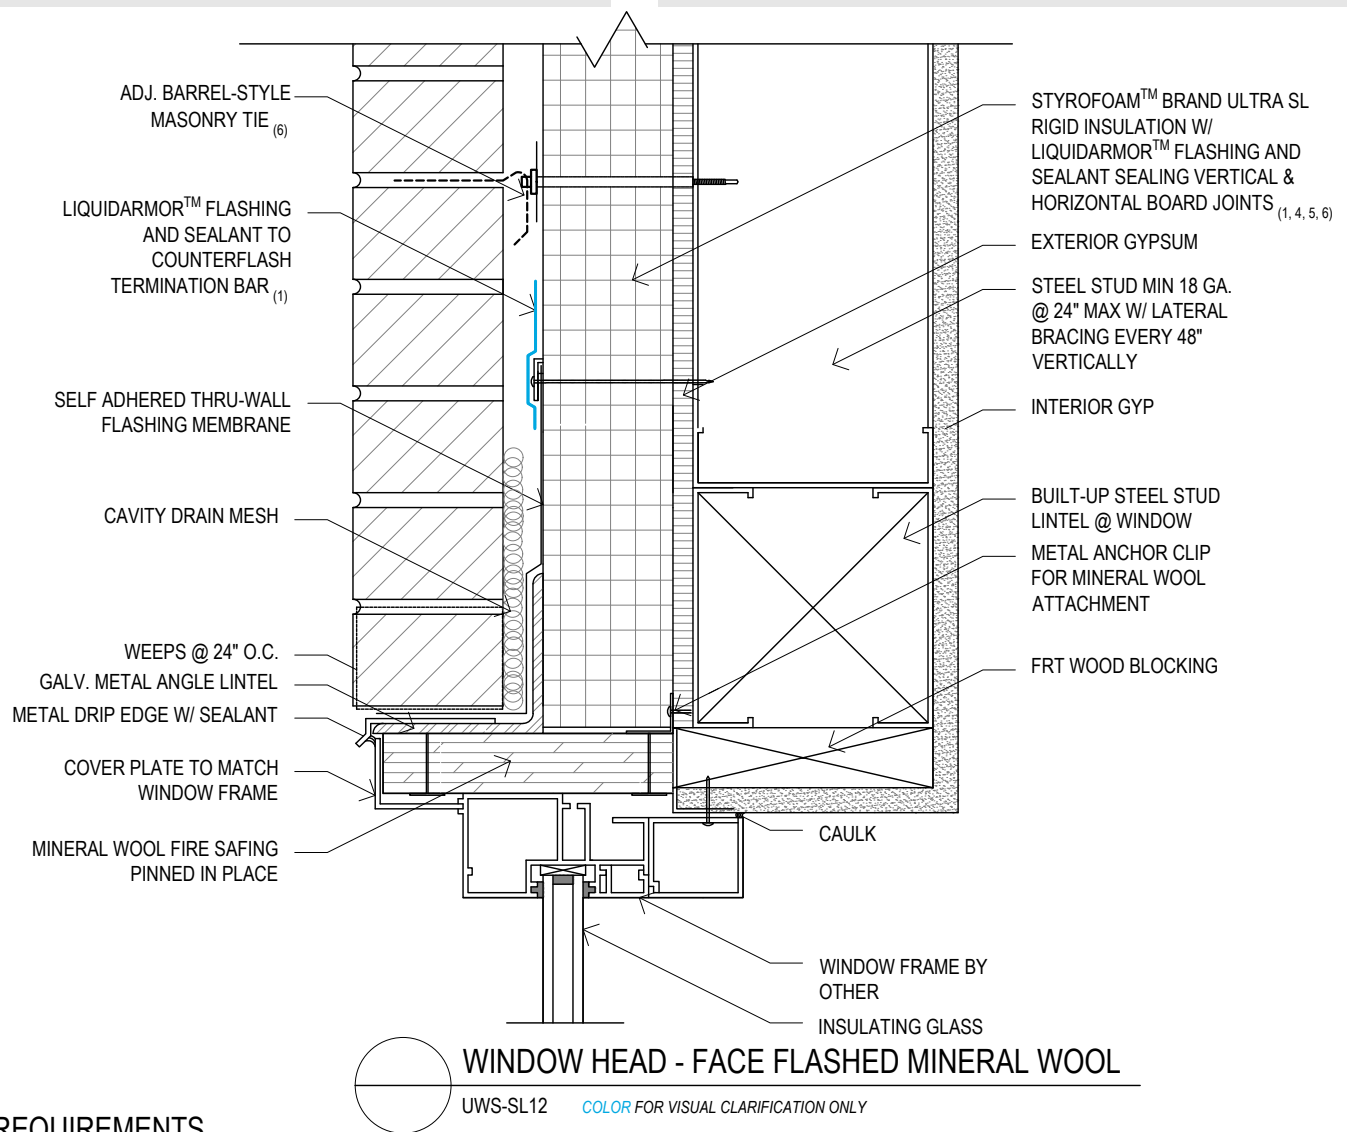 ADJ. BARREL-STYLE
MASONRY TIE (6)
LIQUIDARMOR™ FLASHING
AND SEALANT TO
COUNTERFLASH
TERMINATION BAR (1)
SELF ADHERED THRU-WALL
FLASHING MEMBRANE
CAVITY DRAIN MESH
WEEPS @ 24" O.C.
GALV. METAL ANGLE LINTEL
METAL DRIP EDGE W/ SEALANT
COVER PLATE TO MATCH
WINDOW FRAME
MINERAL WOOL FIRE SAFING
PINNED IN PLACE
STYROFOAM™ BRAND ULTRA SL
RIGID INSULATION W/
LIQUIDARMOR™ FLASHING AND
SEALANT SEALING VERTICAL &
HORIZONTAL BOARD JOINTS (1, 4, 5, 6)
EXTERIOR GYPSUM
STEEL STUD MIN 18 GA.
@ 24" MAX W/ LATERAL
BRACING EVERY 48"
VERTICALLY
INTERIOR GYP
BUILT-UP STEEL STUD
LINTEL @ WINDOW
METAL ANCHOR CLIP
FOR MINERAL WOOL
ATTACHMENT
FRT WOOD BLOCKING
CAULK
WINDOW FRAME BY
OTHER
INSULATING GLASS
WINDOW HEAD - FACE FLASHED MINERAL WOOL
UWS-SL12 COLOR FOR VISUAL CLARIFICATION ONLY
REQUIREMENTS